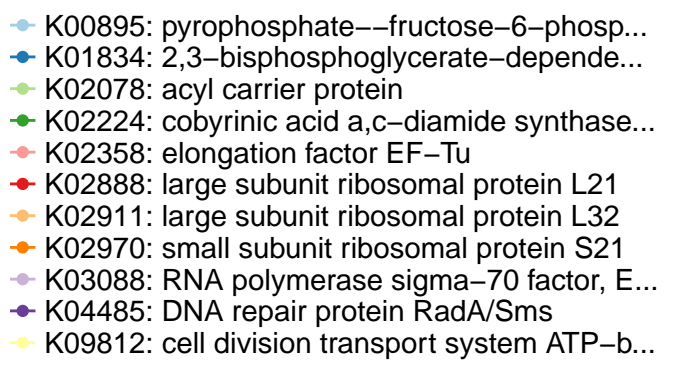 K00895: pyrophosphate−−fructose−6−phosp...
K01834: 2,3−bisphosphoglycerate−depende...
K02078: acyl carrier protein
K02224: cobyrinic acid a,c−diamide synthase...
K02358: elongation factor EF−Tu
K02888: large subunit ribosomal protein L21
K02911: large subunit ribosomal protein L32
K02970: small subunit ribosomal protein S21
K03088: RNA polymerase sigma−70 factor, E...
K04485: DNA repair protein RadA/Sms
K09812: cell division transport system ATP−b...